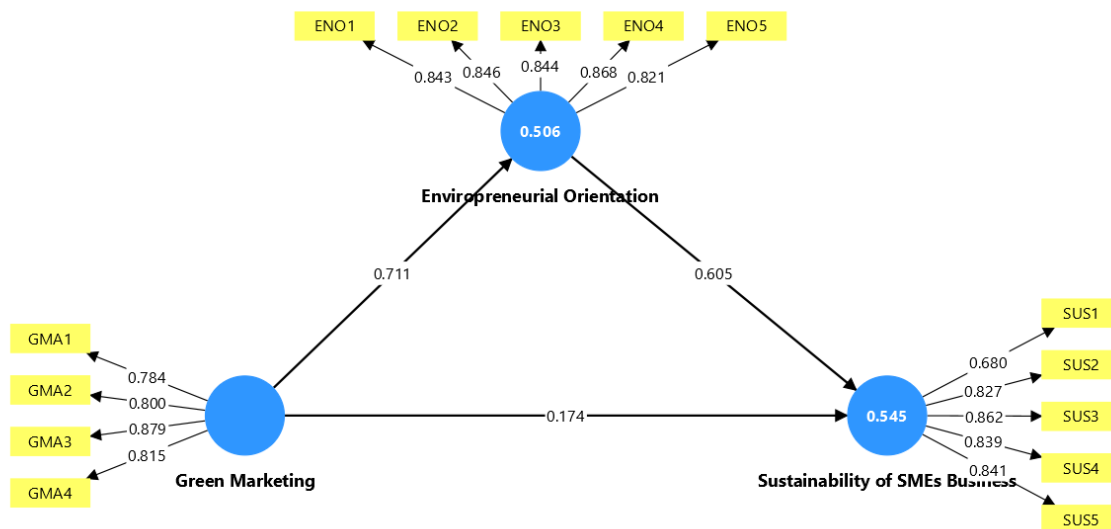 ENO1 ENO2 ENO3 ENO4 ENO5
0.843 0.846 0.844 0.868 0.821
0.506
Enviropreneurial Orientation
0.711 0.605
GMA1
GMA2
GMA3
GMA4
0.784
0.800
0.879
0.815
Green Marketing
0.174
0.545
Sustainability of SMEs Business
0.680
0.827
0.862
0.839
0.841
SUS1
SUS2
SUS3
SUS4
SUS5